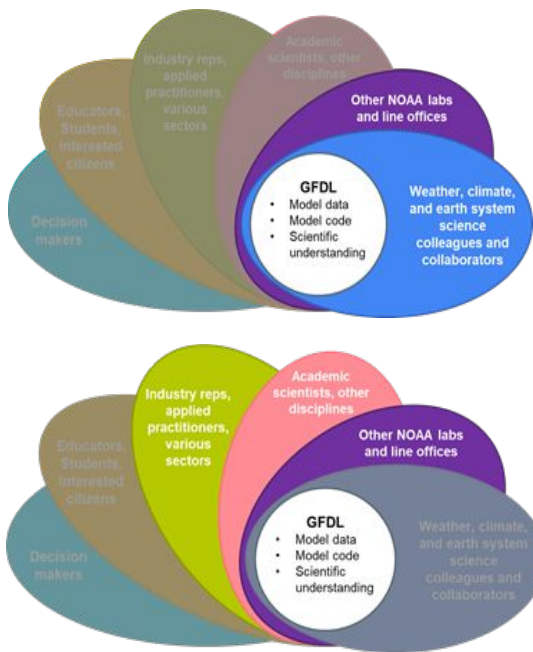 Industry reps,
applied
practitioners,
various
sectors
Academic
scientists, other
disciplines
Other NOAA labs
and line offices
Educators,
Students,
interested
citizens
Decision
makers
GFDL
• Model data
• Model code
• Scientific
understanding
Weather, climate,
and earth system
science
colleagues and
collaborators
Industry reps,
applied
practitioners,
various
sectors
Academic
scientists, other
disciplines
Other NOAA labs
and line offices
Educators,
Students,
interested
citizens
Decision
makers
GFDL
• Model data
• Model code
• Scientific
understanding
Weather, climate,
and earth system
science
colleagues and
collaborators